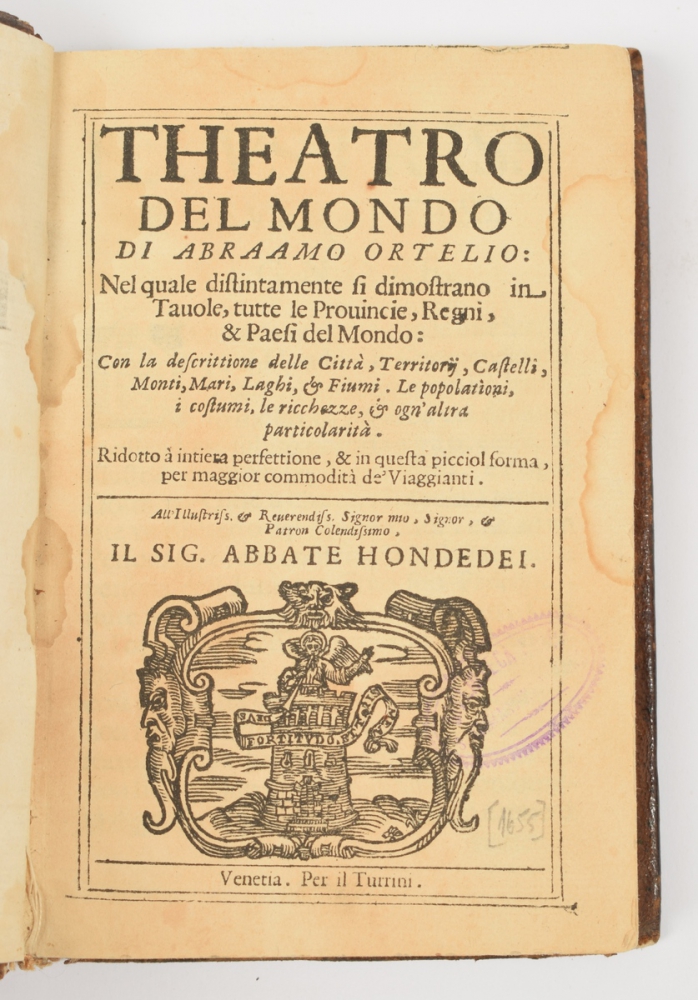 THEATRO
DEL MONDO
DI ABRAAMO ORTELIO:
Nel quale diſtintamente ſi dimoſtrano in
Tauole, tutte le Prouincie, Regni,
& Paeſi del Mondo:
Con la deſcrittione delle Città, Territorij, Caſtelli,
Monti, Mari, Laghi, & Fiumi. Le popolationi,
i coſtumi, le ricchezze, & ogn'altra
particolarità.
Ridotto à intiera perfettione, & in queſta picciol forma,
per maggior commodità de' Viaggianti.
All'Illuſtriſs. & Reuerendiſs. Signor mio, Signor, &
Patron Colendiſsimo,
IL SIG. ABBATE HONDEDEI.
FORTITVDO
[1655]
Venetia. Per il Turrini.